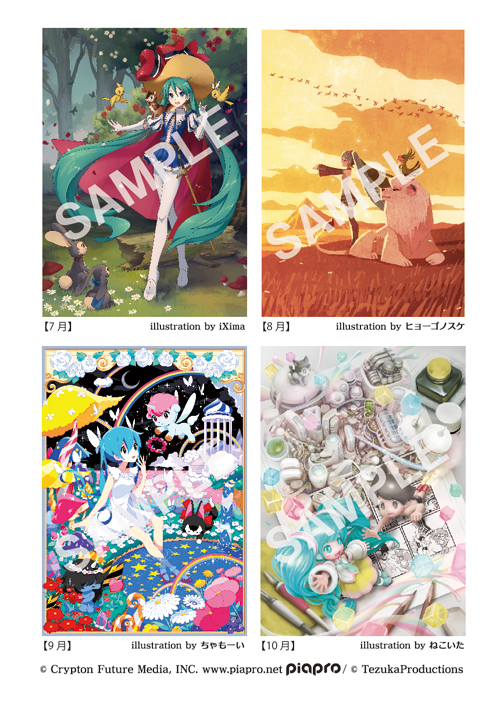 SAMPLE
SAMPLE
【7月】 illustration by iXima
【8月】 illustration by ヒョーゴノスケ
SAMPLE
SAMPLE
【9月】 illustration by ちゃもーい
【10月】 illustration by ねこいた
© Crypton Future Media, INC. www.piapro.net piapro / © TezukaProductions